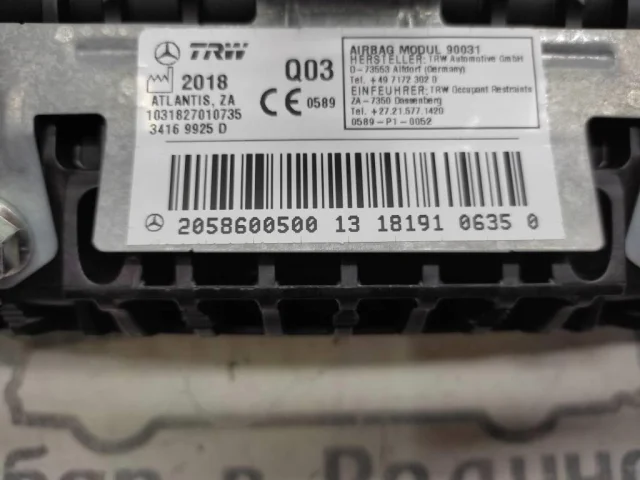 TRW
2018
ATLANTIS, ZA
1031827010735
3416 9925 D
Q03
CE 0589
AIRBAG MODUL 90031
HERSTELLER: TRW Automotive GmbH
D-73553 Alfdorf (Germany)
Tel. +49 7172 302 0
EINFEUHRER: TRW Occupant Restraints
ZA-7350 Dassenberg
Tel. +27.21.577.1420
0589-P1-0052
2058600500 13 18191 0635 0